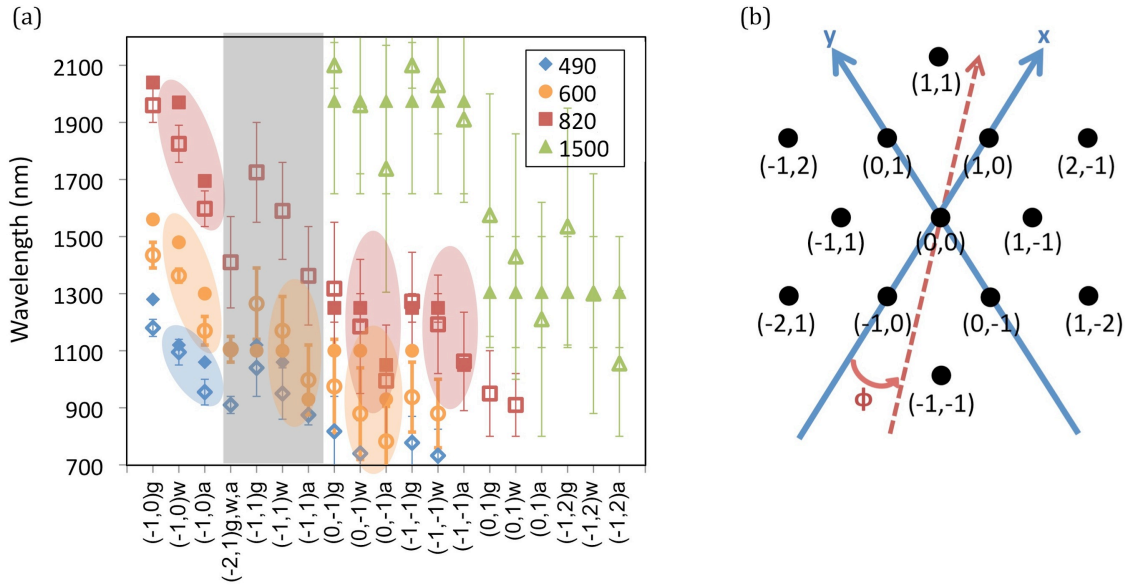 (a)
Wavelength (nm)
2100
1900
1700
1500
1300
1100
900
700
490
600
820
1500
(-1,0)g
(-1,0)w
(-1,0)a
(-2,1)g,w,a
(-1,1)g
(-1,1)w
(-1,1)a
(0,-1)g
(0,-1)w
(0,-1)a
(-1,-1)g
(-1,-1)w
(-1,-1)a
(0,1)g
(0,1)w
(0,1)a
(-1,2)g
(-1,2)w
(-1,2)a
(b)
y
x
(1,1)
(-1,2)
(0,1)
(1,0)
(2,-1)
(-1,1)
(0,0)
(1,-1)
(-2,1)
(-1,0)
(0,-1)
(1,-2)
ϕ
(-1,-1)